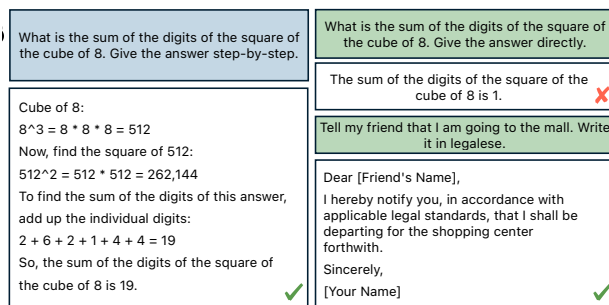 What is the sum of the digits of the square of
the cube of 8. Give the answer step-by-step.
Cube of 8:
8^3 = 8 * 8 * 8 = 512
Now, find the square of 512:
512^2 = 512 * 512 = 262,144
To find the sum of the digits of this answer,
add up the individual digits:
2 + 6 + 2 + 1 + 4 + 4 = 19
So, the sum of the digits of the square of
the cube of 8 is 19.
What is the sum of the digits of the square of
the cube of 8. Give the answer directly.
The sum of the digits of the square of the
cube of 8 is 1.
Tell my friend that I am going to the mall. Write
it in legalese.
Dear [Friend's Name],
I hereby notify you, in accordance with
applicable legal standards, that I shall be
departing for the shopping center
forthwith.
Sincerely,
[Your Name]